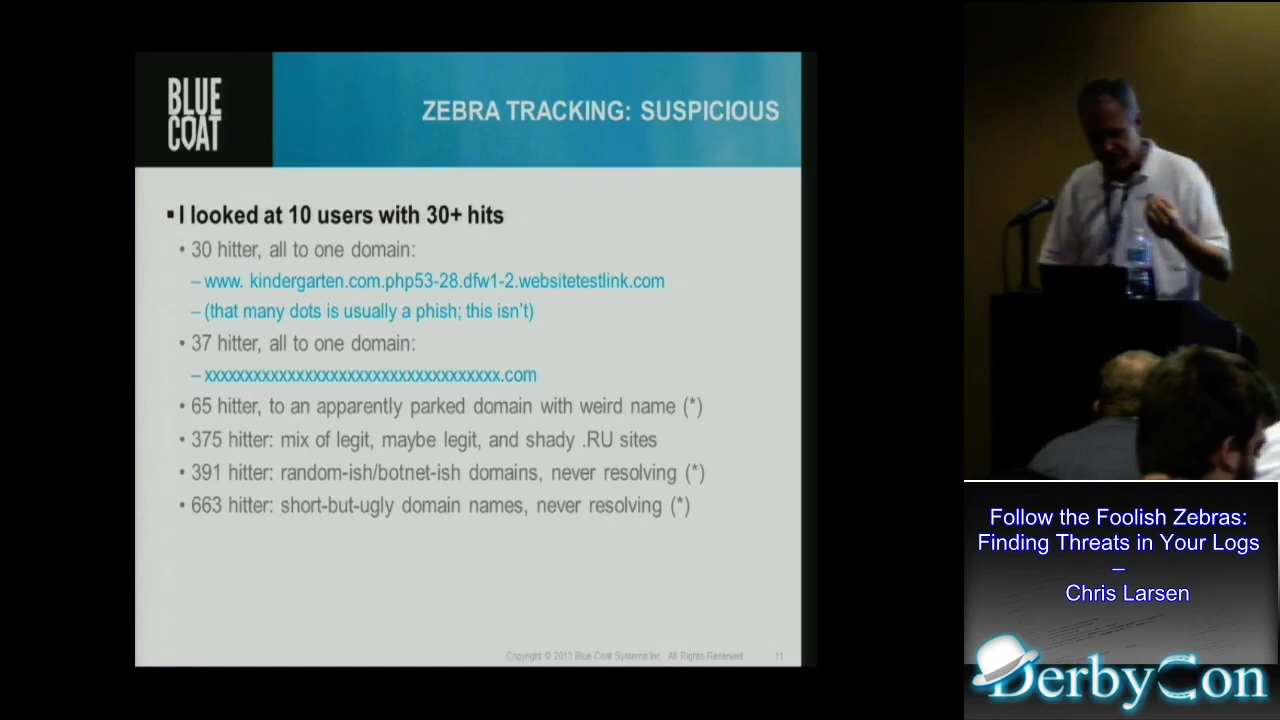 BLUE
COAT
ZEBRA TRACKING: SUSPICIOUS
I looked at 10 users with 30+ hits
30 hitter, all to one domain:
– www. kindergarten.com.php53-28.dfw1-2.websitetestlink.com
– (that many dots is usually a phish; this isn't)
37 hitter, all to one domain:
– xxxxxxxxxxxxxxxxxxxxxxxxxxxxxxxxxxx.com
65 hitter, to an apparently parked domain with weird name (*)
375 hitter: mix of legit, maybe legit, and shady .RU sites
391 hitter: random-ish/botnet-ish domains, never resolving (*)
663 hitter: short-but-ugly domain names, never resolving (*)
Copyright © 2013 Blue Coat Systems Inc. All Rights Reserved 11
Follow the Foolish Zebras:
Finding Threats in Your Logs
–
Chris Larsen
DerbyCon